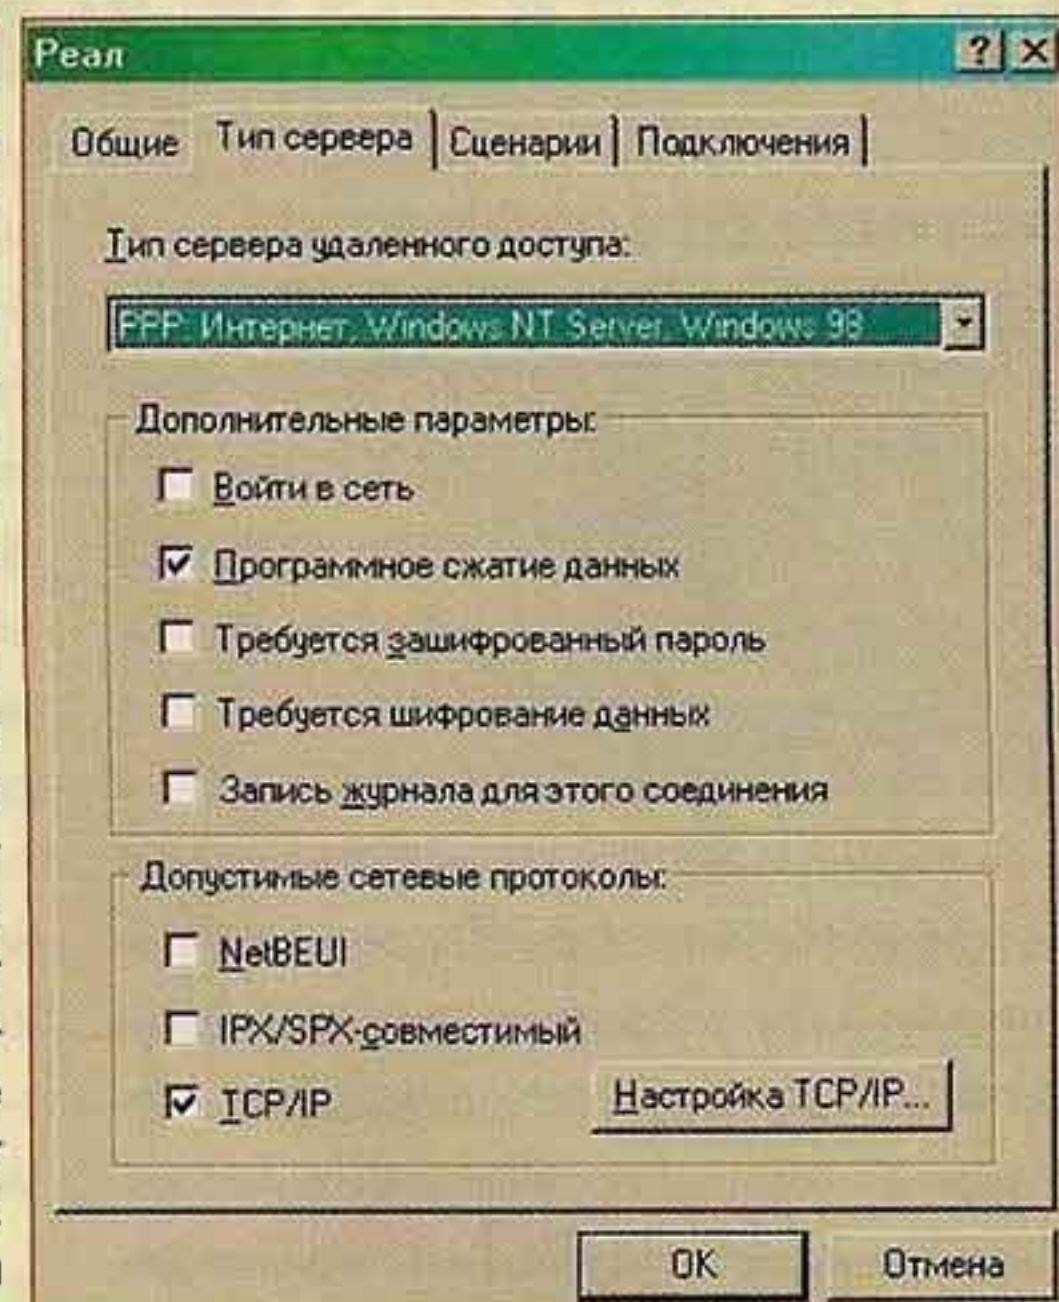 Реал
Общие Тип сервера Сценарии Подключения
Тип сервера удаленного доступа:
PPP: Интернет, Windows NT Server, Windows 98
Дополнительные параметры:
Войти в сеть
Программное сжатие данных
Требуется зашифрованный пароль
Требуется шифрование данных
Запись журнала для этого соединения
Допустимые сетевые протоколы:
NetBEUI
IPX/SPX-совместимый
TCP/IP
Настройка TCP/IP...
OK Отмена